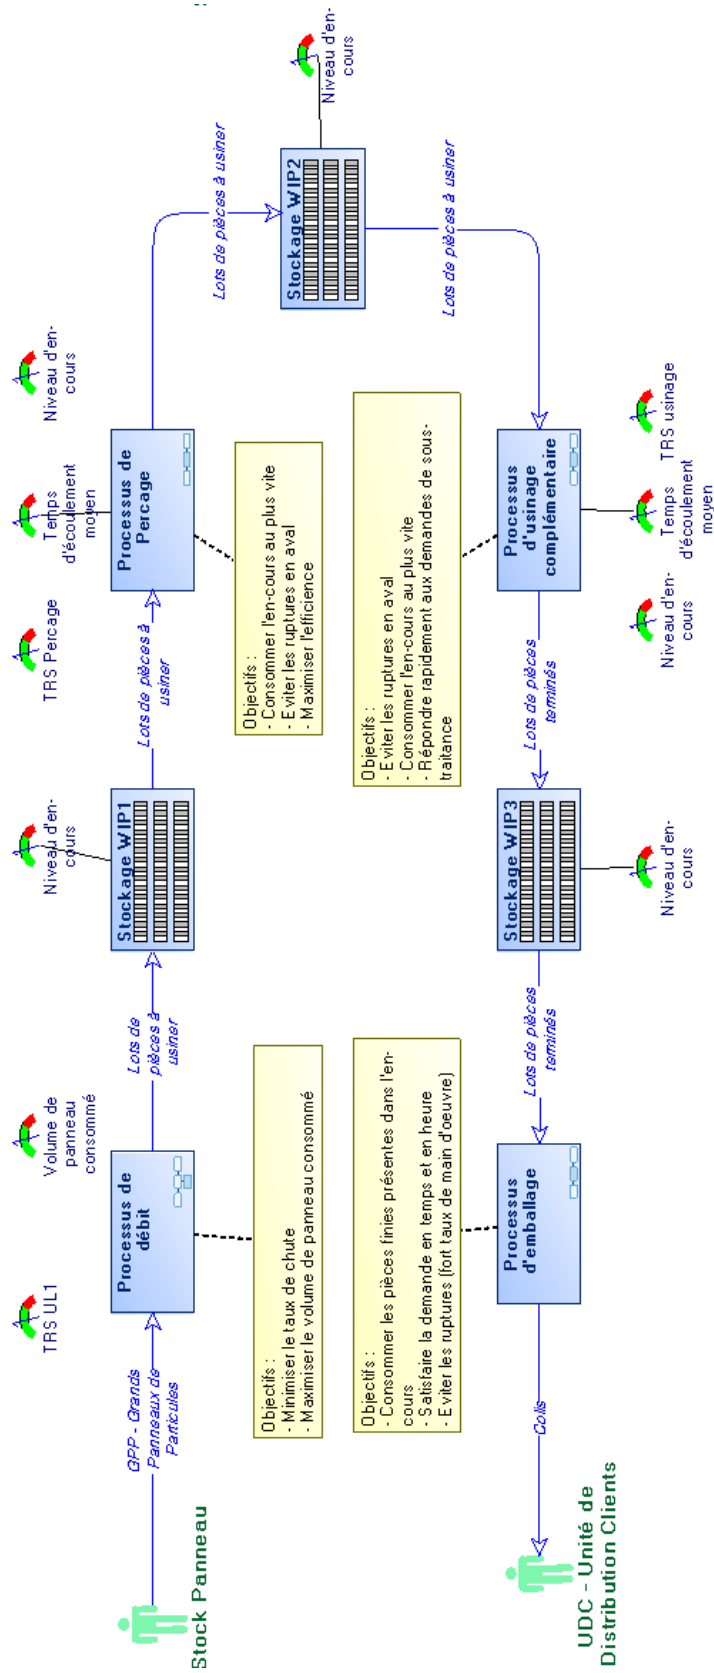 Stock Panneau
GPP - Grands
Panneaux de
Particules
TRS UL1
Processus de
débit
Volume de
panneau
consommé
Objectifs :
- Minimiser le taux de chute
- Maximiser le volume de panneau consommé
Lots de
pièces à
usiner
Stockage WIP1
Niveau d'en-
cours
Lots de pièces à
usiner
TRS Percage
Temps
d'écoulement
moyen
Niveau d'en-
cours
Processus de
Percage
Objectifs :
- Consommer l'en-cours au plus vite
- Eviter les ruptures en aval
- Maximiser l'efficience
Lots de pièces à usiner
Stockage WIP2
Niveau d'en-
cours
Lots de pièces à usiner
Processus
d'usinage
complémentaire
TRS usinage
Temps
d'écoulement
moyen
Niveau d'en-
cours
Objectifs :
- Eviter les ruptures en aval
- Consommer l'en-cours au plus vite
- Répondre rapidement aux demandes de sous-
traitance
Lots de pièces
terminés
Stockage WIP3
Niveau d'en-
cours
Lots de pièces
terminés
Processus
d'emballage
Objectifs :
- Consommer les pièces finies présentes dans l'en-
cours
- Satisfaire la demande en temps et en heure
- Eviter les ruptures (fort taux de main d'oeuvre)
Colis
UDC - Unité de
Distribution Clients